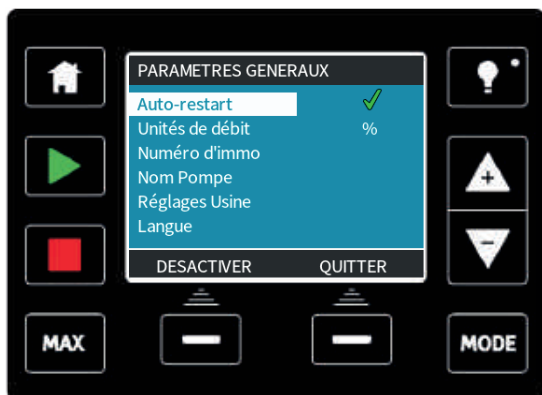 PARAMETRES GENERAUX
Auto-restart
Unités de débit %
Numéro d'immo
Nom Pompe
Réglages Usine
Langue
DESACTIVER QUITTER
MAX MODE